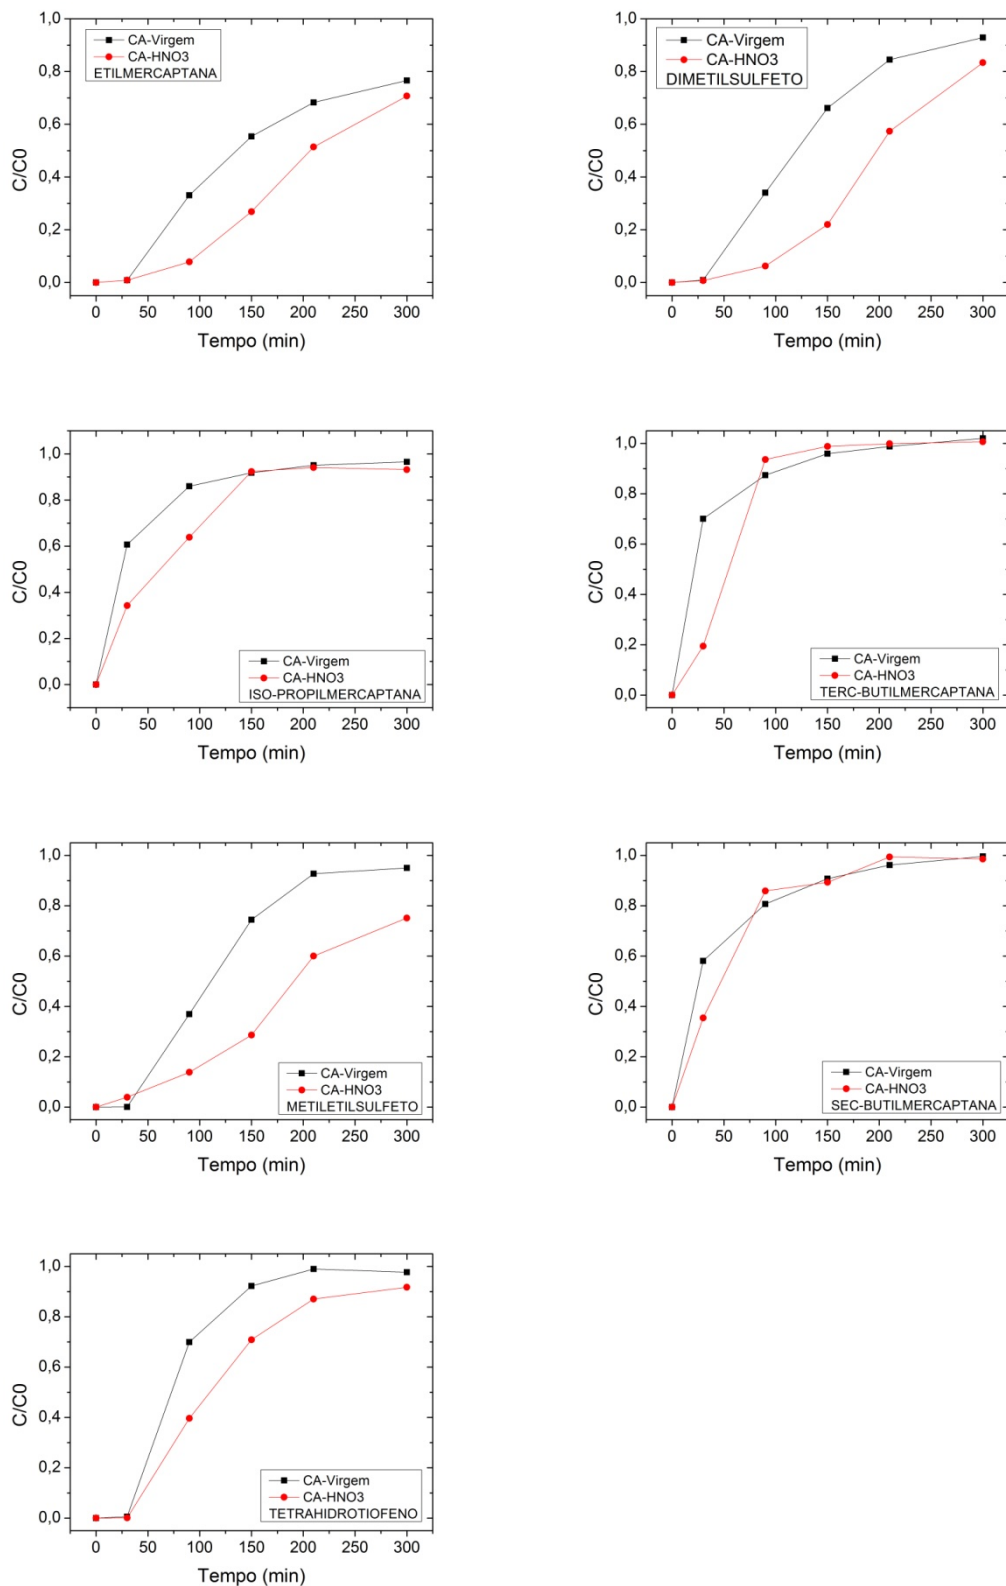 1,0
0,8
0,6
0,4
0,2
0,0
C/C0
CA-Virgem
CA-HNO3
ETILMERCAPTANA
0 50 100 150 200 250 300
Tempo (min)
1,0
0,8
0,6
0,4
0,2
0,0
C/C0
CA-Virgem
CA-HNO3
DIMETILSULFETO
0 50 100 150 200 250 300
Tempo (min)
1,0
0,8
0,6
0,4
0,2
0,0
C/C0
CA-Virgem
CA-HNO3
ISO-PROPILMERCAPTANA
0 50 100 150 200 250 300
Tempo (min)
1,0
0,8
0,6
0,4
0,2
0,0
C/C0
CA-Virgem
CA-HNO3
TERC-BUTILMERCAPTANA
0 50 100 150 200 250 300
Tempo (min)
1,0
0,8
0,6
0,4
0,2
0,0
C/C0
CA-Virgem
CA-HNO3
METILETILSULFETO
0 50 100 150 200 250 300
Tempo (min)
1,0
0,8
0,6
0,4
0,2
0,0
C/C0
CA-Virgem
CA-HNO3
SEC-BUTILMERCAPTANA
0 50 100 150 200 250 300
Tempo (min)
1,0
0,8
0,6
0,4
0,2
0,0
C/C0
CA-Virgem
CA-HNO3
TETRAHIDROTIOFENO
0 50 100 150 200 250 300
Tempo (min)